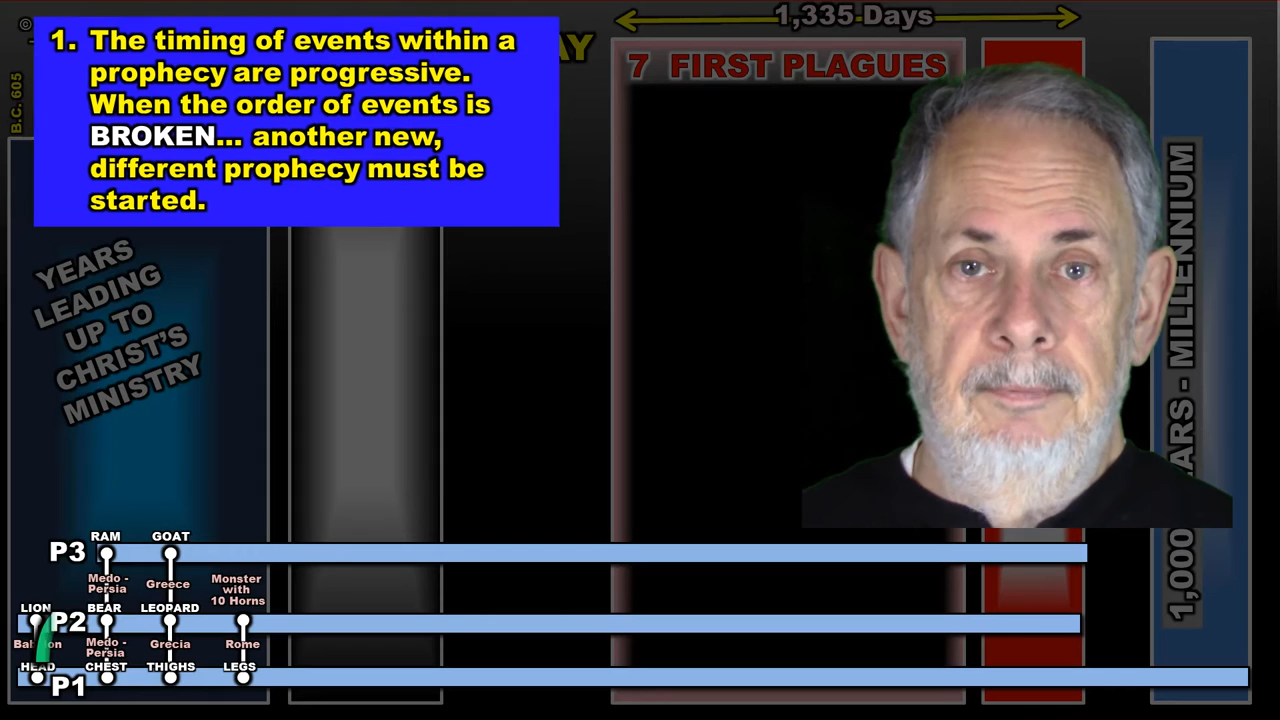 ©
1,335 Days
1. The timing of events within a
prophecy are progressive.
When the order of events is
BROKEN... another new,
different prophecy must be
started.
AY
7 FIRST PLAGUES
B.C. 605
YEARS
LEADING
UP TO
CHRIST'S
MINISTRY
1,000 ARS - MILLENNIUM
RAM GOAT
P3
Medo - Persia
Greece
Monster with 10 Horns
LION BEAR LEOPARD
P2
Medo - Persia
Grecia
Rome
HEAD CHEST THIGHS LEGS
P1